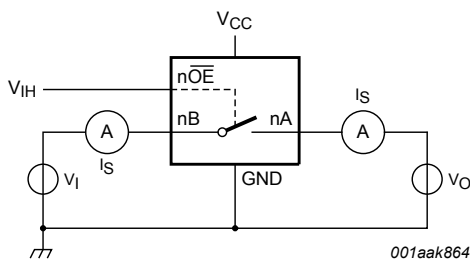 VCC
nOE
VIH
nB
nA
IS
A
A
IS
VI
VO
GND
001aak864